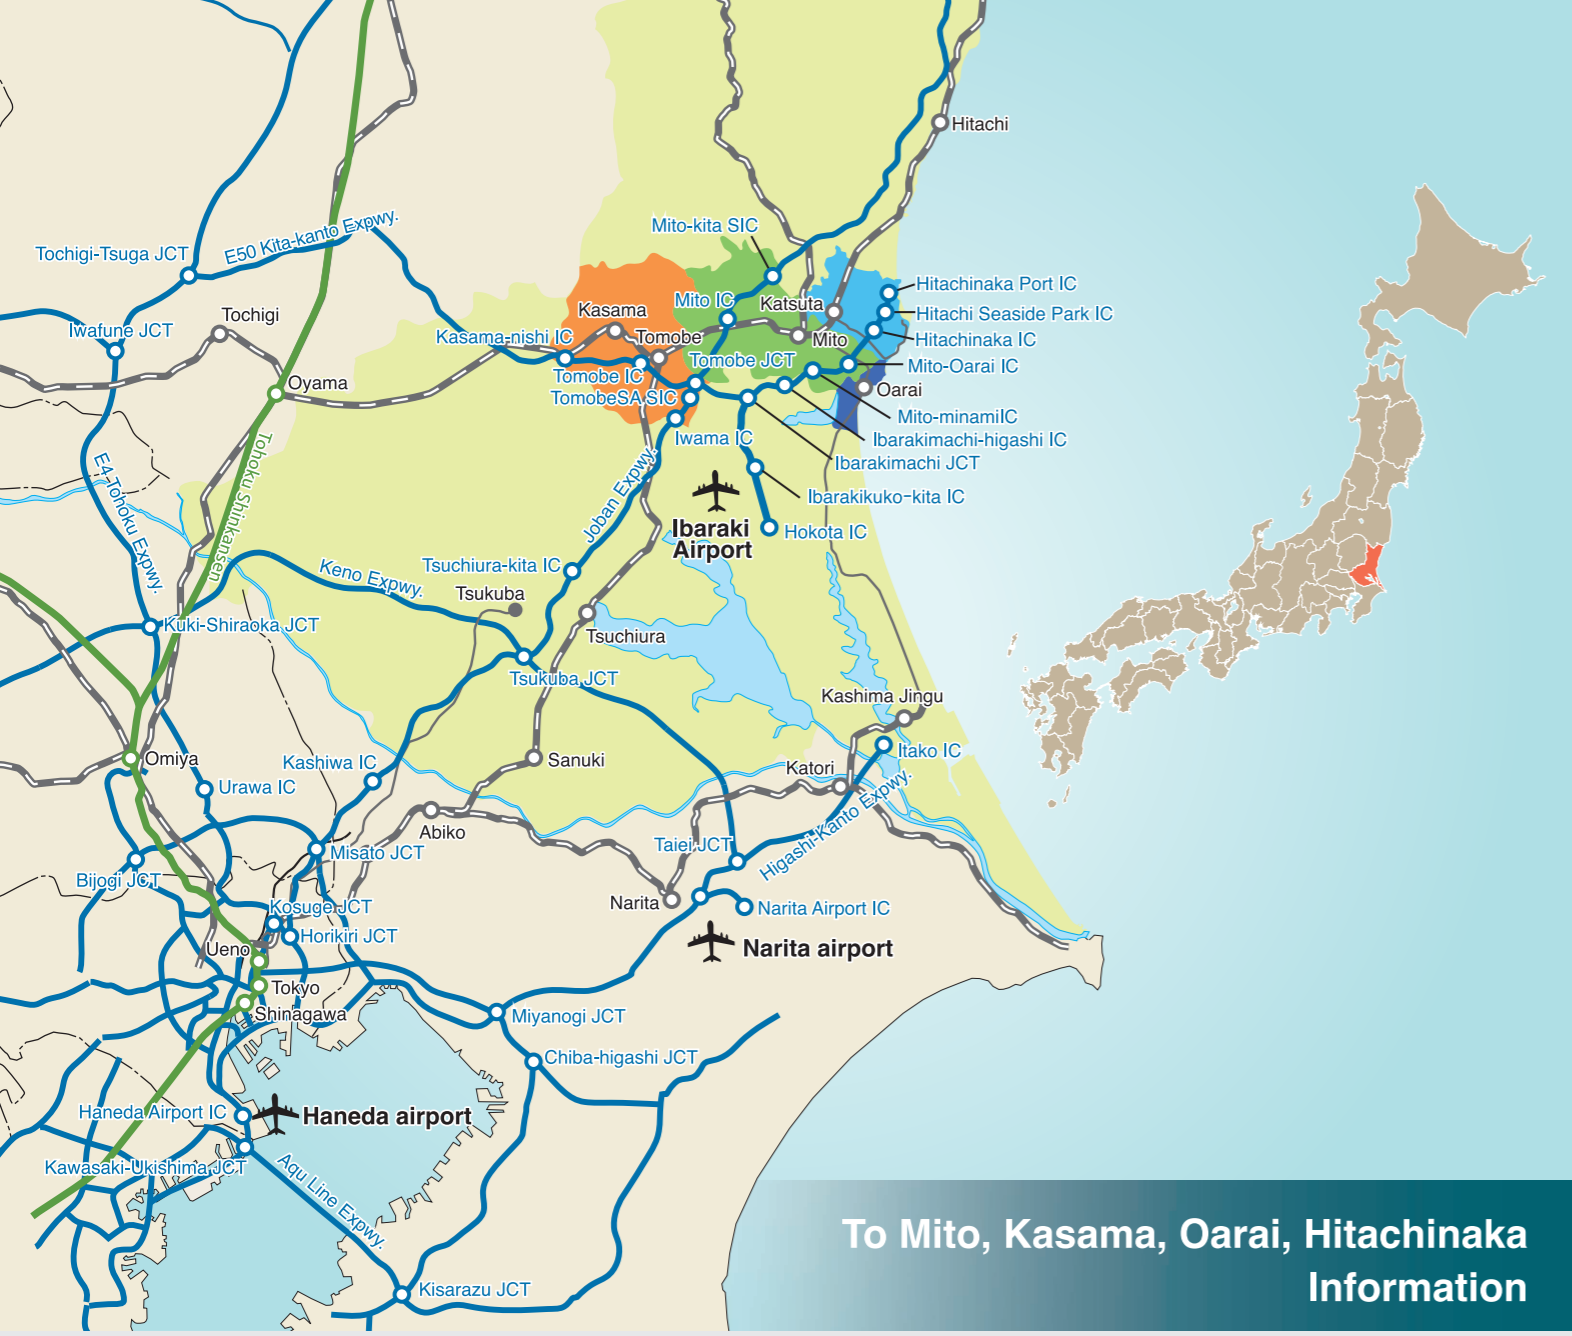 Hitachi
Mito-kita SIC
E50 Kita-kanto Expwy.
Tochigi-Tsuga JCT
Hitachinaka Port IC
Mito IC
Katsuta
Kasama
Hitachi Seaside Park IC
Tochigi
Iwafune JCT
Kasama-nishi IC
Tomobe
Mito
Hitachinaka IC
Tomobe JCT
Mito-Oarai IC
Tomobe IC
Oyama
Oarai
TomobeSA SIC
Mito-minamiIC
Iwama IC
Ibarakimachi-higashi IC
Ibarakimachi JCT
Tohoku Shinkansen
E4 Tohoku Expwy.
Joban Expwy.
Ibarakikuko-kita IC
Ibaraki
Airport
Hokota IC
Keno Expwy.
Tsuchiura-kita IC
Tsukuba
Kuki-Shiraoka JCT
Tsuchiura
Tsukuba JCT
Kashima Jingu
Itako IC
Omiya
Kashiwa IC
Sanuki
Katori
Urawa IC
Abiko
Higashi-Kanto Expwy.
Taiei JCT
Misato JCT
Bijogi JCT
Narita
Narita Airport IC
Kosuge JCT
Horikiri JCT
Ueno
Narita airport
Tokyo
Shinagawa
Miyanogi JCT
Chiba-higashi JCT
Haneda Airport IC
Haneda airport
Kawasaki-Ukishima JCT
Aqu Line Expwy.
Kisarazu JCT
To Mito, Kasama, Oarai, Hitachinaka
Information